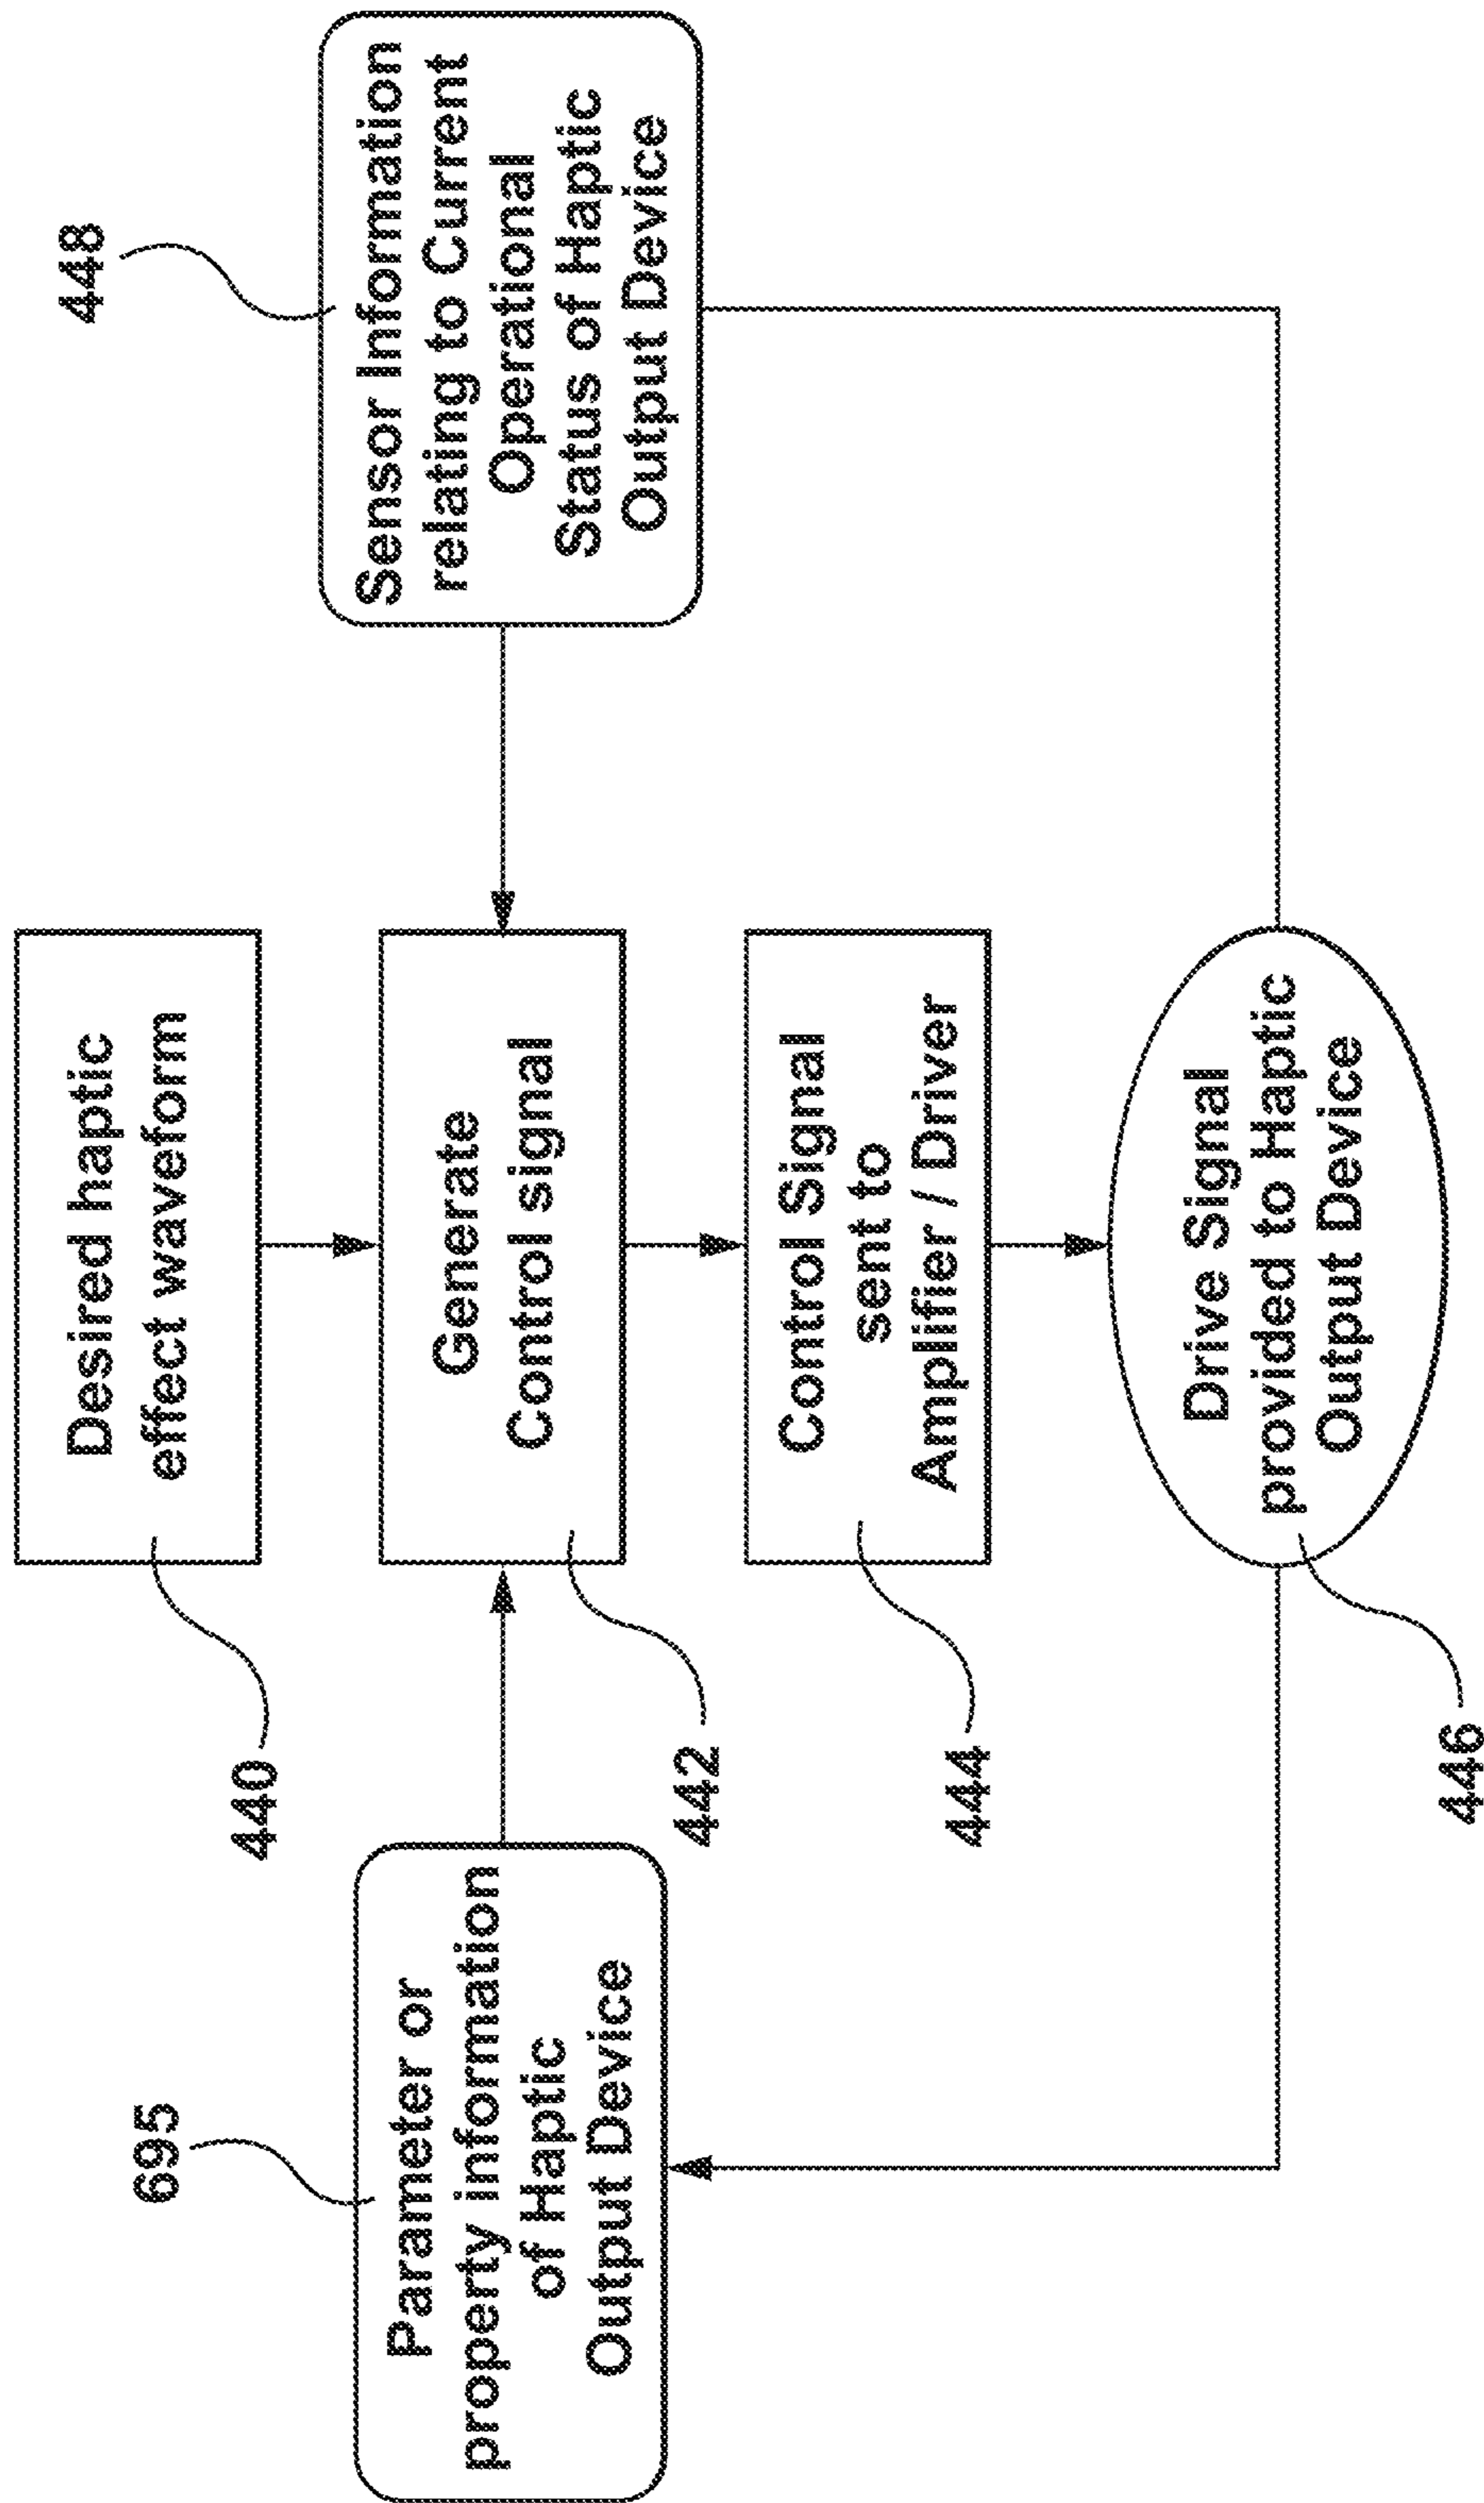 440
Desired haptic
effect waveform
695
Parameter or
property information
of Haptic
Output Device
442
Generate
Control signal
448
Sensor Information
relating to Current
Operational
Status of Haptic
Output Device
444
Control Signal
sent to
Amplifier / Driver
446
Drive Signal
provided to Haptic
Output Device